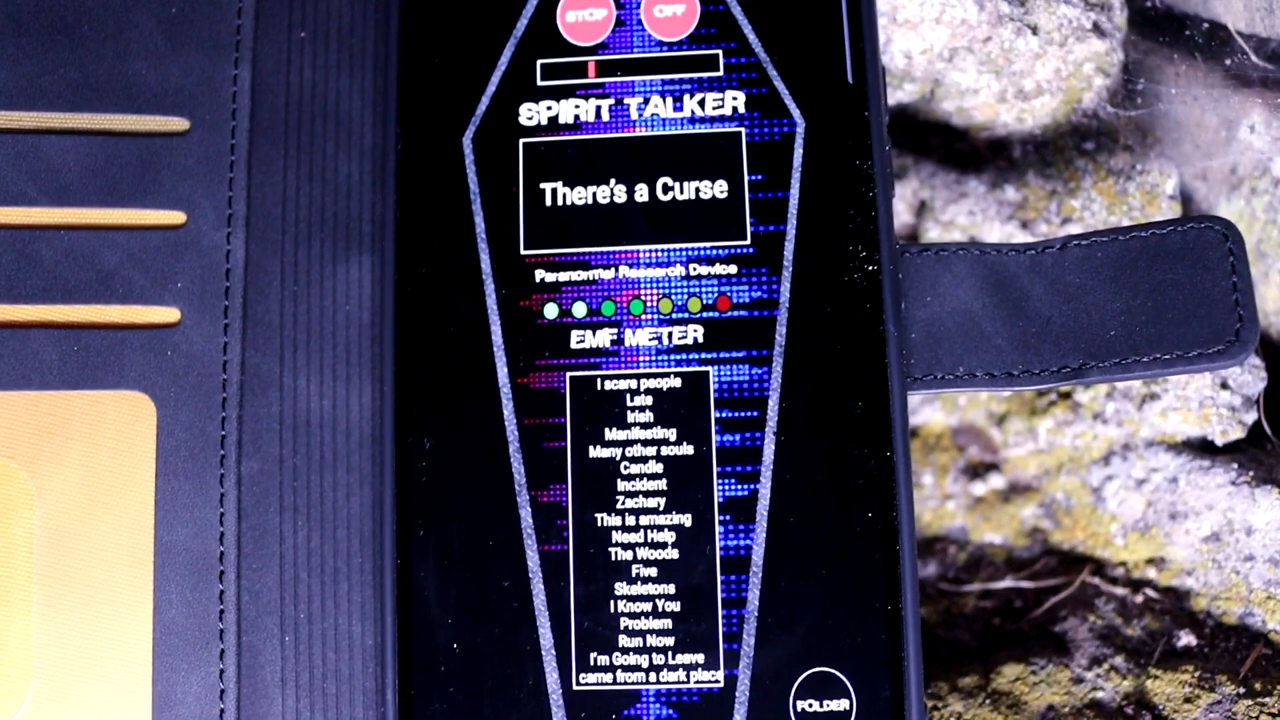 STOP
OFF
SPIRIT TALKER
There's a Curse
Paranormal Research Device
EMF METER
I scare people
Late
Irish
Manifesting
Many other souls
Candle
Incident
Zachary
This is amazing
Need Help
The Woods
Five
Skeletons
I Know You
Problem
Run Now
I'm Going to Leave
came from a dark place
FOLDER